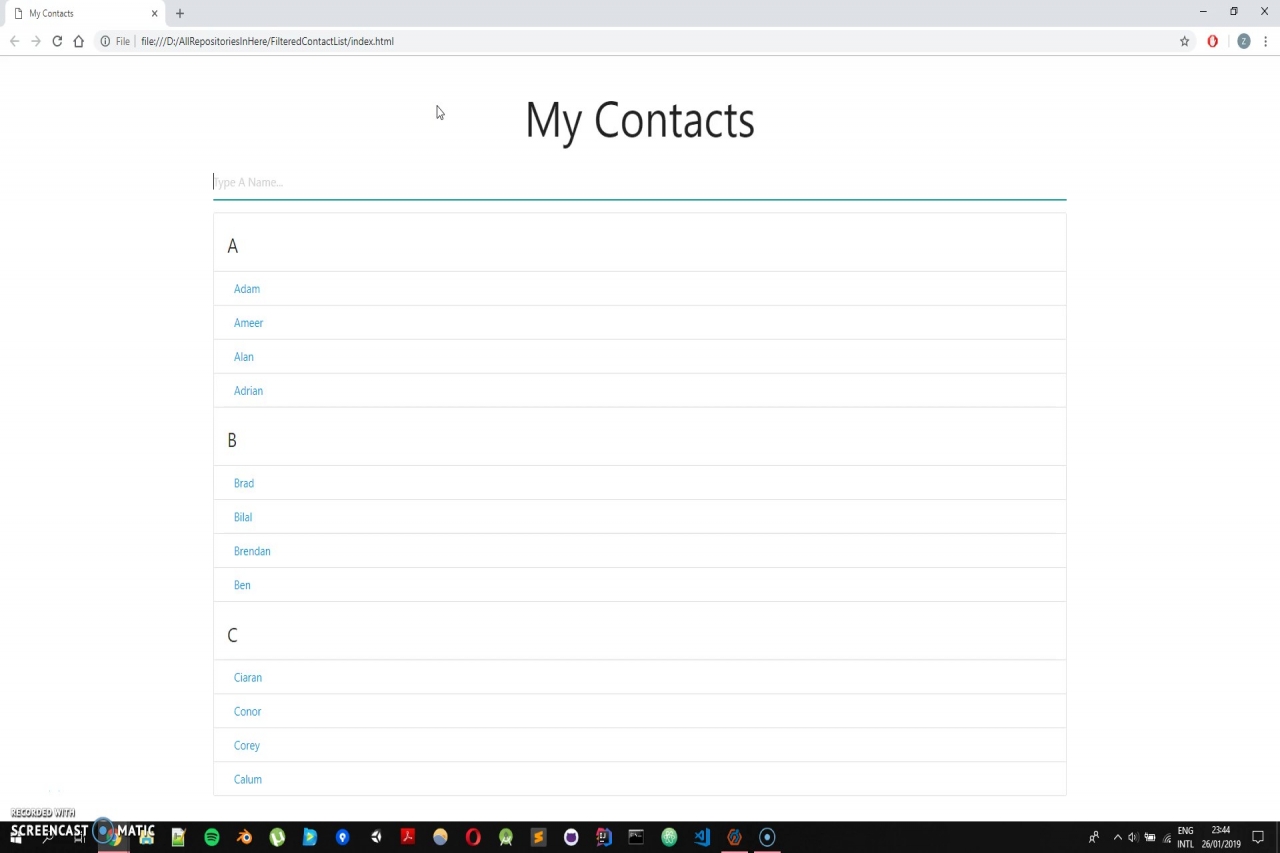 My Contacts
File
file:///D:/AllRepositoriesInHere/FilteredContactList/index.html
Z
My Contacts
Type A Name...
A
Adam
Ameer
Alan
Adrian
B
Brad
Bilal
Brendan
Ben
C
Ciaran
Conor
Corey
Calum
RECORDED WITH
SCREENCAST MATIC
ENG
INTL
23:44
26/01/2019